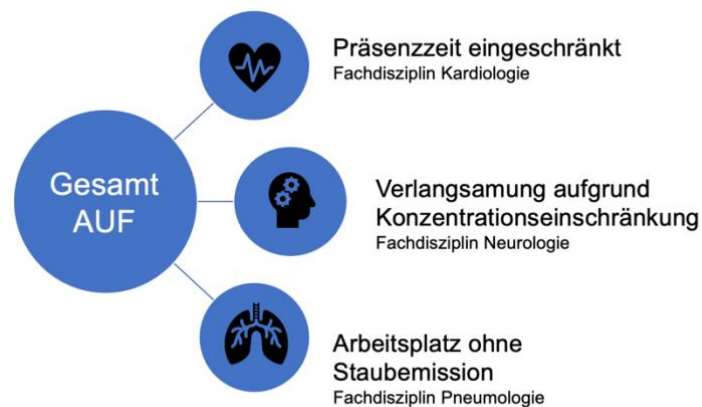 Gesamt
AUF
Präsenzzeit eingeschränkt
Fachdisziplin Kardiologie
Verlangsamung aufgrund
Konzentrationseinschränkung
Fachdisziplin Neurologie
Arbeitsplatz ohne
Staubemission
Fachdisziplin Pneumologie